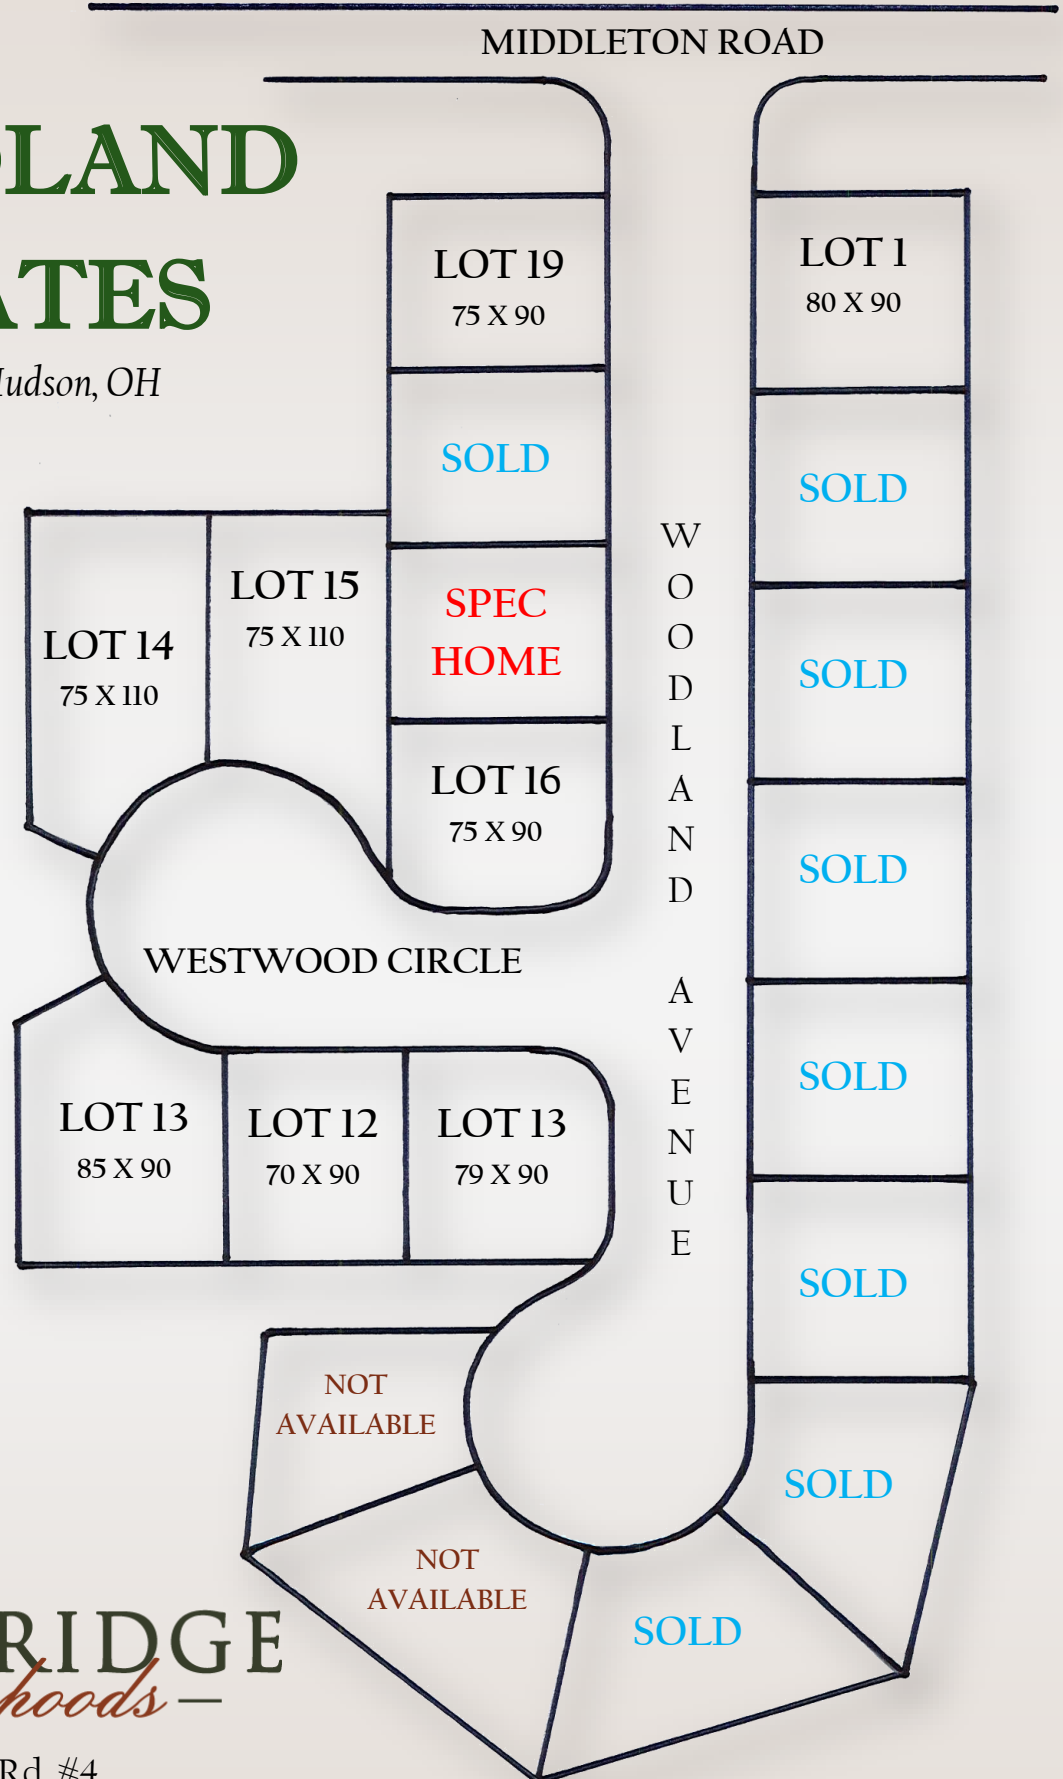 MIDDLETON ROAD
LAND
ATES
Hudson, OH
LOT 19
75 X 90
LOT 1
80 X 90
SOLD
SOLD
LOT 14
75 X 110
LOT 15
75 X 110
SPEC
HOME
SOLD
LOT 16
75 X 90
SOLD
WOODLAND AVENUE
WESTWOOD CIRCLE
SOLD
LOT 13
85 X 90
LOT 12
70 X 90
LOT 13
79 X 90
SOLD
NOT
AVAILABLE
SOLD
NOT
AVAILABLE
SOLD
RIDGE
hoods
Rd. #4